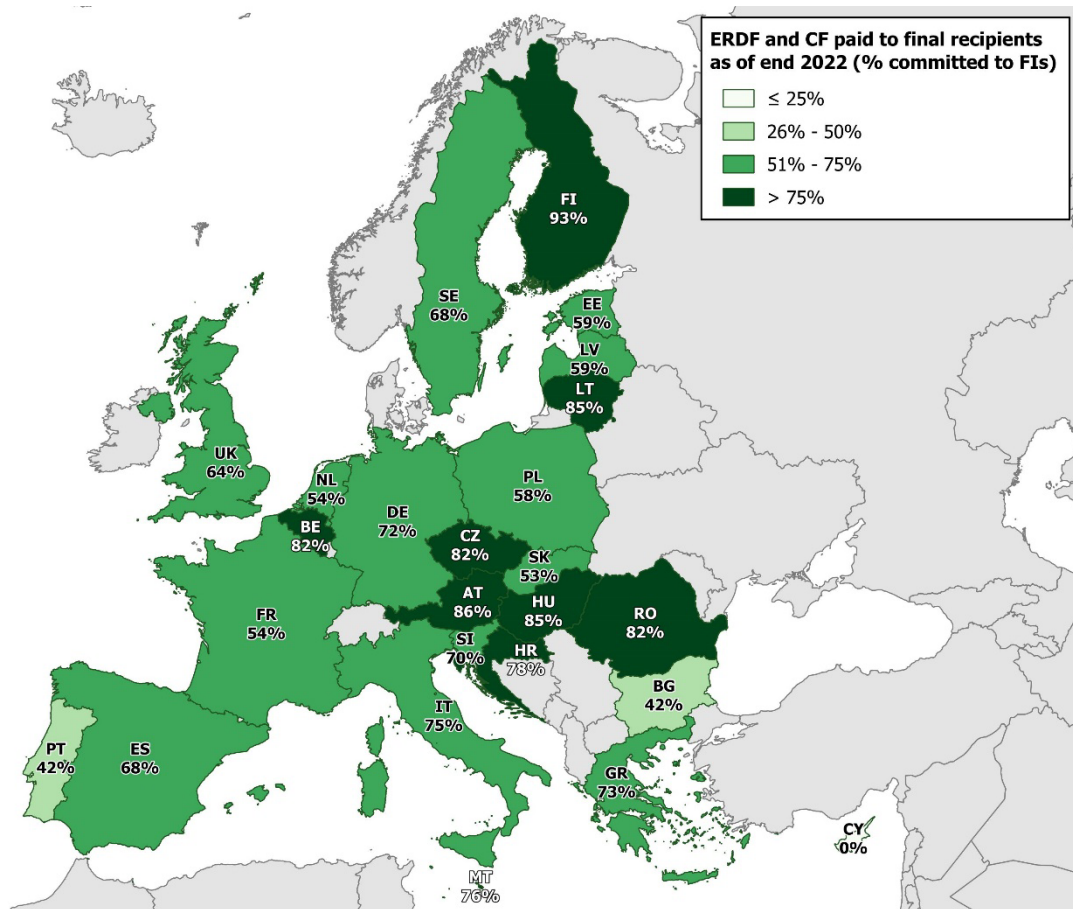 ERDF and CF paid to final recipients
as of end 2022 (% committed to FIs)
≤ 25%
26% - 50%
51% - 75%
> 75%
FI
93%
SE
68%
EE
59%
LV
59%
LT
85%
UK
64%
NL
54%
PL
58%
DE
72%
BE
82%
CZ
82%
SK
53%
AT
86%
HU
85%
RO
82%
FR
54%
SI
70%
HR
78%
BG
42%
IT
75%
PT
42%
ES
68%
GR
73%
CY
0%
MT
76%